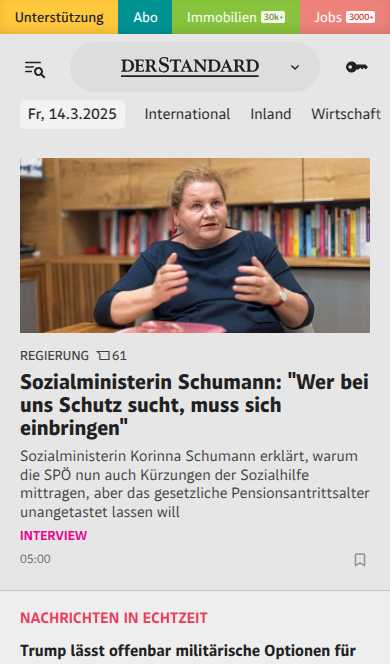 Unterstützung Abo Immobilien 30k+ Jobs 3000+
DERSTANDARD
Fr, 14.3.2025 International Inland Wirtschaft
REGIERUNG 61
Sozialministerin Schumann: "Wer bei
uns Schutz sucht, muss sich
einbringen"
Sozialministerin Korinna Schumann erklärt, warum
die SPÖ nun auch Kürzungen der Sozialhilfe
mittragen, aber das gesetzliche Pensionsantrittsalter
unangetastet lassen will
INTERVIEW
05:00
NACHRICHTEN IN ECHTZEIT
Trump lässt offenbar militärische Optionen für